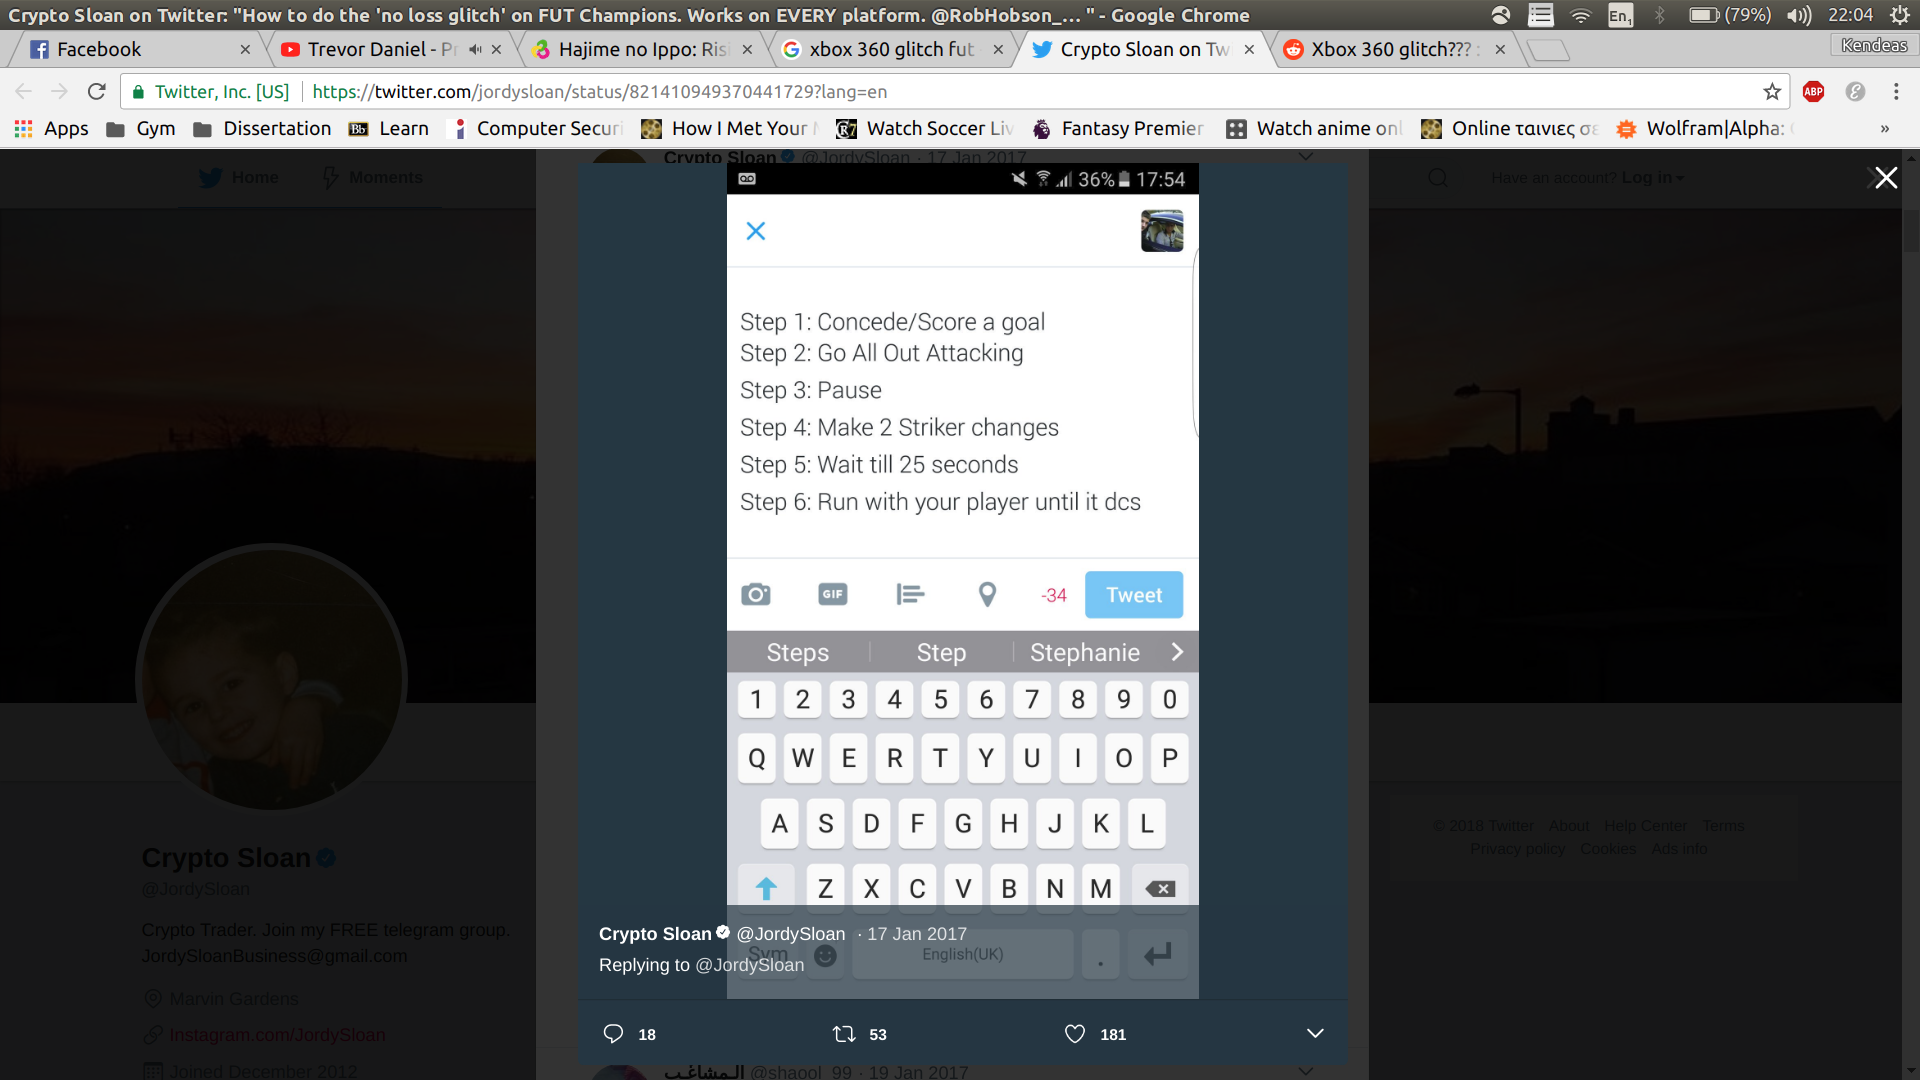 Crypto Sloan on Twitter: "How to do the 'no loss glitch' on FUT Champions. Works on EVERY platform. @RobHobson_... " - Google Chrome
En1
(79%)
22:04
Facebook
Trevor Daniel - P
Hajime no Ippo: Risi
xbox 360 glitch fut
Crypto Sloan on Tw
Xbox 360 glitch???
Kendeas
Twitter, Inc. [US]
https://twitter.com/jordysloan/status/821410949370441729?lang=en
ABP
Apps
Gym
Dissertation
Bb
Learn
Computer Securi
How I Met Your
Watch Soccer Liv
Fantasy Premier
Watch anime onl
Online ταινιες σε
Wolfram|Alpha:
»
Home
Moments
Crypto Sloan @JordySloan · 17 Jan 2017
Have an account? Log in
36%
17:54
Step 1: Concede/Score a goal
Step 2: Go All Out Attacking
Step 3: Pause
Step 4: Make 2 Striker changes
Step 5: Wait till 25 seconds
Step 6: Run with your player until it dcs
GIF
-34
Tweet
Steps
Step
Stephanie
1 2 3 4 5 6 7 8 9 0
Q W E R T Y U I O P
A S D F G H J K L
Z X C V B N M
Sym
English(UK)
.
Crypto Sloan @JordySloan · 17 Jan 2017
Replying to @JordySloan
18
53
181
المشاغب @shaool_99 · 19 Jan 2017
Crypto Sloan
@JordySloan
Crypto Trader. Join my FREE telegram group.
JordySloanBusiness@gmail.com
Marvin Gardens
Instagram.com/JordySloan
Joined December 2012
© 2018 Twitter About Help Center Terms
Privacy policy Cookies Ads info